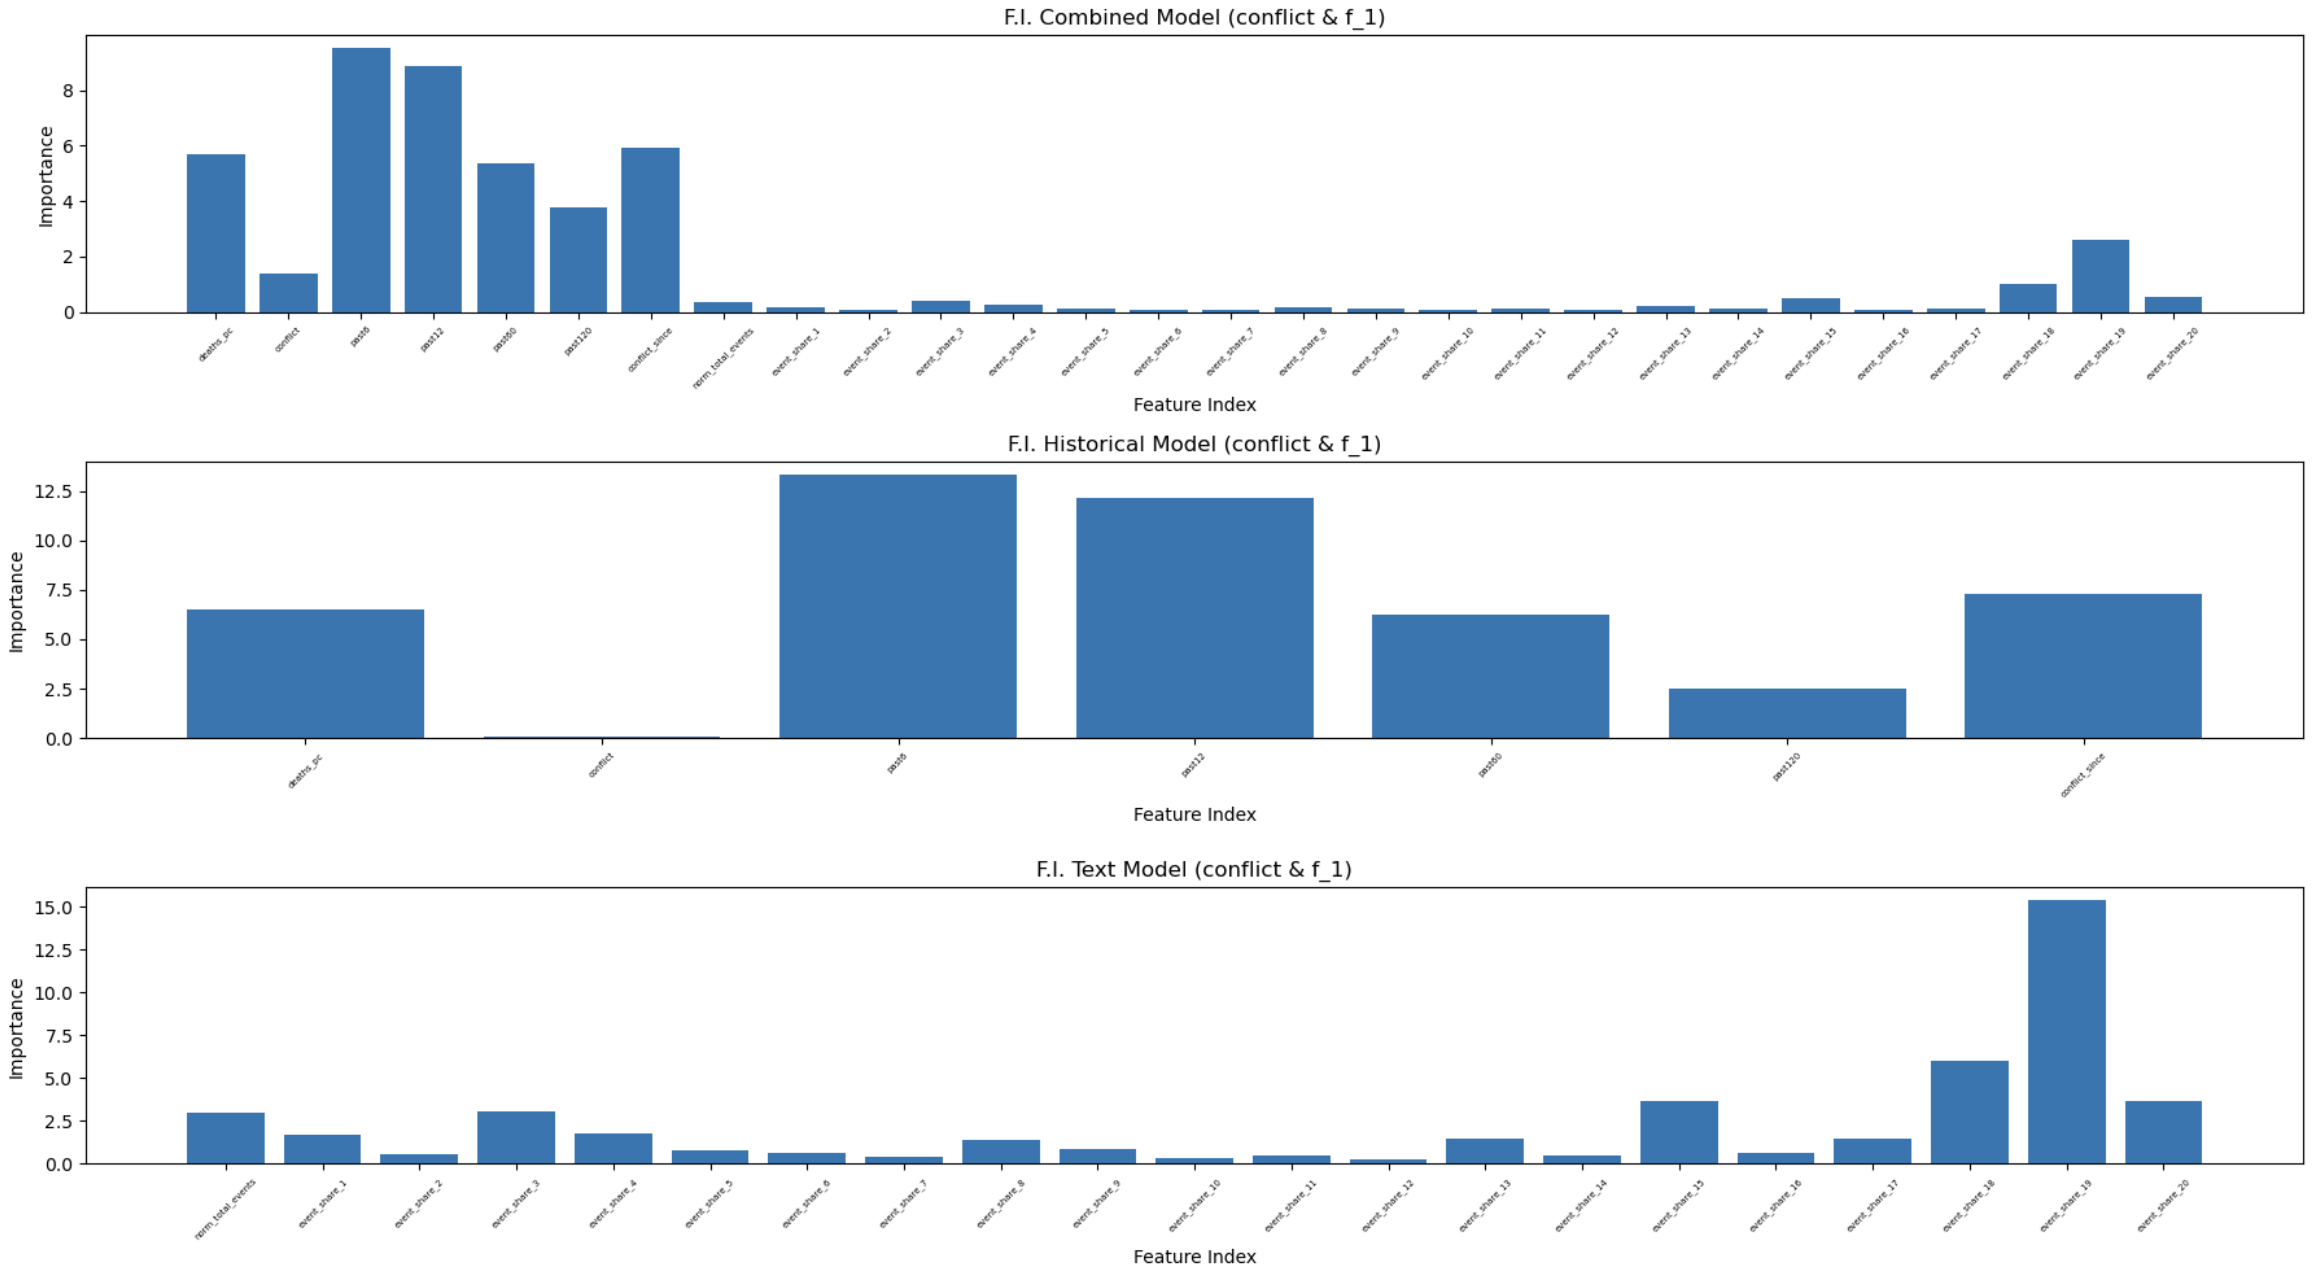 F.I. Combined Model (conflict & f_1)
Importance
8
6
4
2
0
deaths_pc
conflict
past6
past12
past60
past120
conflict_since
norm_total_events
event_share_1
event_share_2
event_share_3
event_share_4
event_share_5
event_share_6
event_share_7
event_share_8
event_share_9
event_share_10
event_share_11
event_share_12
event_share_13
event_share_14
event_share_15
event_share_16
event_share_17
event_share_18
event_share_19
event_share_20
Feature Index
F.I. Historical Model (conflict & f_1)
Importance
12.5
10.0
7.5
5.0
2.5
0.0
deaths_pc
conflict
past6
past12
past60
past120
conflict_since
Feature Index
F.I. Text Model (conflict & f_1)
Importance
15.0
12.5
10.0
7.5
5.0
2.5
0.0
norm_total_events
event_share_1
event_share_2
event_share_3
event_share_4
event_share_5
event_share_6
event_share_7
event_share_8
event_share_9
event_share_10
event_share_11
event_share_12
event_share_13
event_share_14
event_share_15
event_share_16
event_share_17
event_share_18
event_share_19
event_share_20
Feature Index